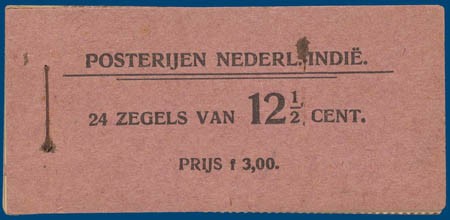 POSTERIJEN NEDERL. INDIË.
24 ZEGELS VAN 12 1/2 CENT.
PRIJS f 3,00.